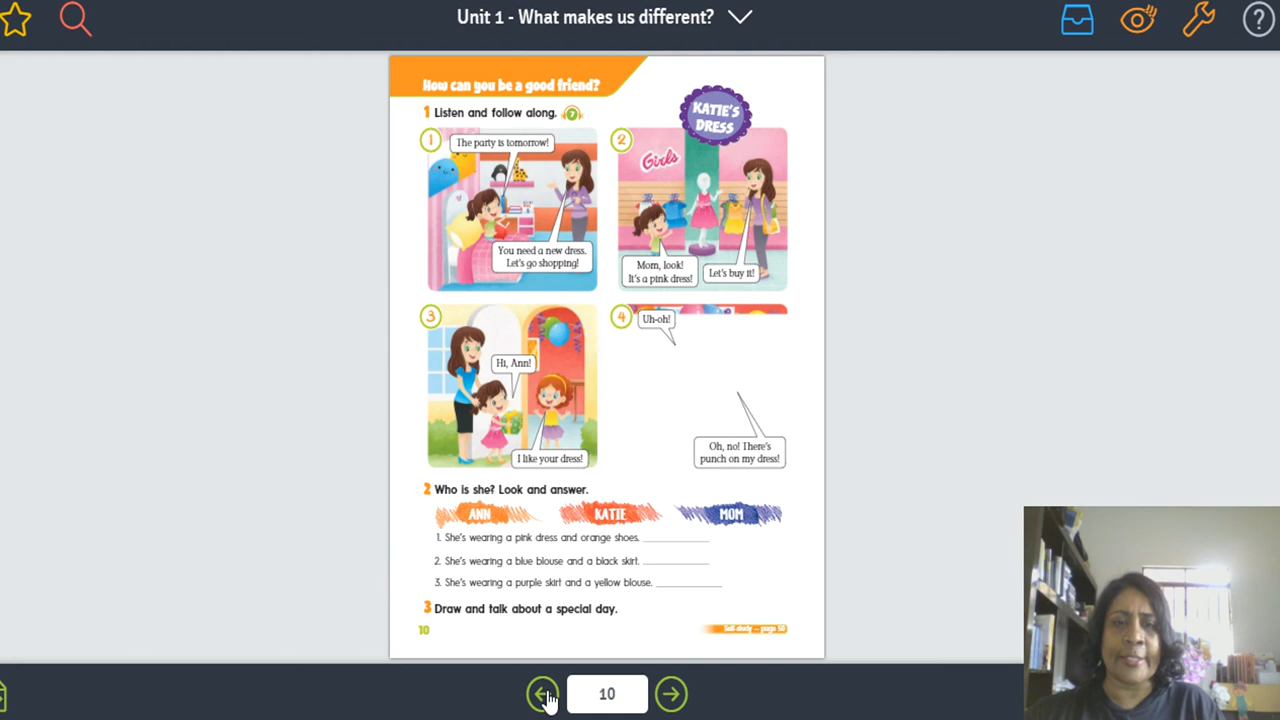 Unit 1 - What makes us different?
How can you be a good friend?
1 Listen and follow along. 7
KATIE'S
DRESS
1
The party is tomorrow!
You need a new dress.
Let's go shopping!
2
Girls
Mom, look!
It's a pink dress!
Let's buy it!
3
Hi, Ann!
I like your dress!
4
Uh-oh!
Oh, no! There's
punch on my dress!
2 Who is she? Look and answer.
ANN KATIE MOM
1. She's wearing a pink dress and orange shoes.
2. She's wearing a blue blouse and a black skirt.
3. She's wearing a purple skirt and a yellow blouse.
3 Draw and talk about a special day.
10
Self-study — page 50
10